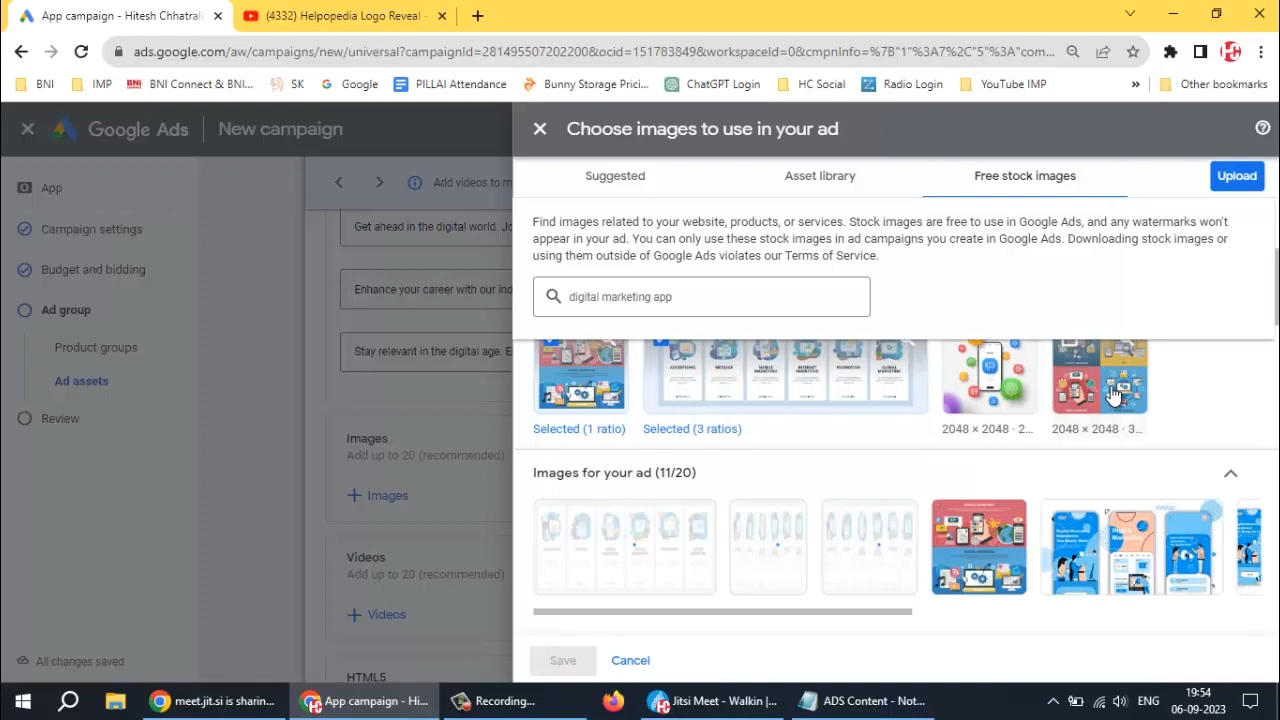 App campaign - Hitesh Chhatrali
(4332) Helpopedia Logo Reveal -
ads.google.com/aw/campaigns/new/universal?campaignId=281495507202200&ocid=151783849&workspaceId=0&cmpnInfo=%7B"1"%3A7%2C"5"%3A"com...
BNI
IMP
BNI Connect & BNI...
SK
Google
PILLAI Attendance
Bunny Storage Prici...
ChatGPT Login
HC Social
Radio Login
YouTube IMP
Other bookmarks
Google Ads
New campaign
Choose images to use in your ad
App
Campaign settings
Budget and bidding
Ad group
Product groups
Ad assets
Review
All changes saved
Add videos to m
Get ahead in the digital world. Jo
Enhance your career with our ind
Stay relevant in the digital age. E
Images
Add up to 20 (recommended)
Images
Videos
Add up to 20 (recommended)
Videos
HTML5
Suggested
Asset library
Free stock images
Upload
Find images related to your website, products, or services. Stock images are free to use in Google Ads, and any watermarks won't
appear in your ad. You can only use these stock images in ad campaigns you create in Google Ads. Downloading stock images or
using them outside of Google Ads violates our Terms of Service.
digital marketing app
ADVERTISING
MESSAGE
MOBILE
MARKETING
INTERNET
MARKETING
PROMOTION
GLOBAL
MARKETING
Selected (1 ratio)
Selected (3 ratios)
2048 × 2048 · 2...
2048 × 2048 · 3...
Images for your ad (11/20)
Save
Cancel
meet.jit.si is sharin...
App campaign - Hi...
Recording...
Jitsi Meet - Walkin |...
ADS Content - Not...
ENG
19:54
06-09-2023